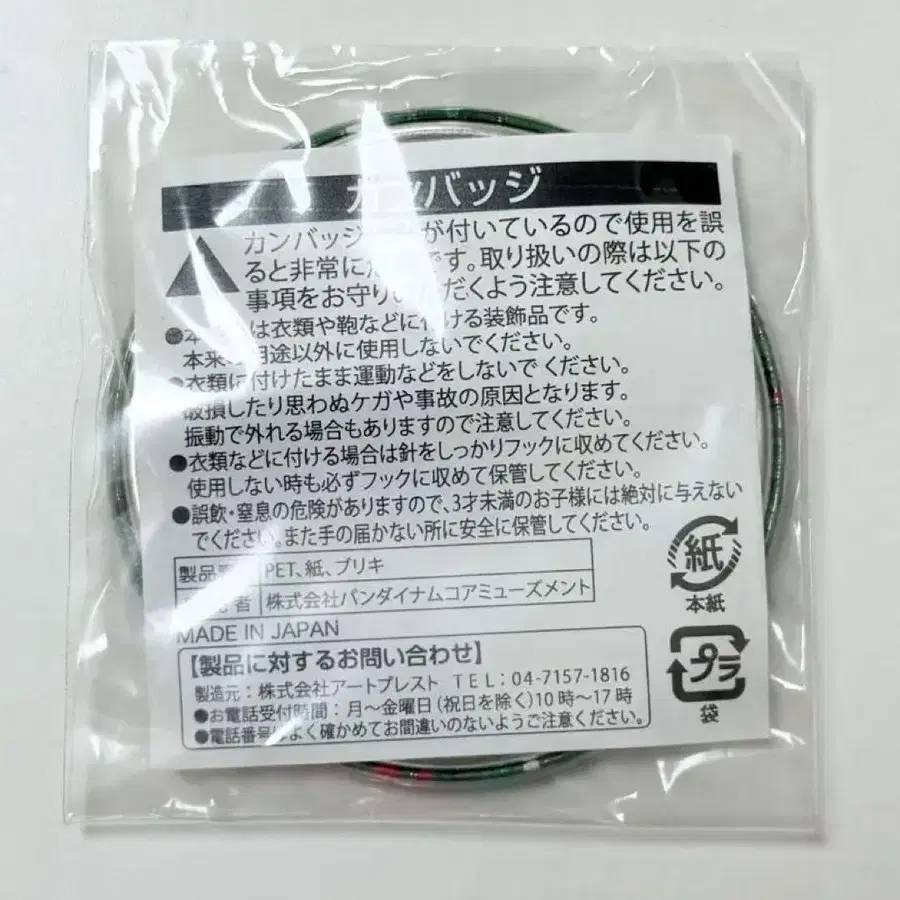 カンバッジ
カンバッジ が付いているので使用を誤
ると非常に です。取り扱いの際は以下の
事項をお守りいただくよう注意してください。
●本 は衣類や鞄などに付ける装飾品です。
本来の用途以外に使用しないでください。
●衣類に付けたまま運動などをしないでください。
破損したり思わぬケガや事故の原因となります。
振動で外れる場合もありますので注意してください。
●衣類などに付ける場合は針をしっかりフックに収めてください。
使用しない時も必ずフックに収めて保管してください。
●誤飲・窒息の危険がありますので、3才未満のお子様には絶対に与えない
でください。また手の届かない所に安全に保管してください。
製品 PET、紙、ブリキ
者 株式会社バンダイナムコアミューズメント
MADE IN JAPAN
【製品に対するお問い合わせ】
製造元：株式会社アートプレスト TEL：04-7157-1816
●お電話受付時間：月〜金曜日（祝日を除く）10時〜17時
●電話番号はよく確かめてお間違いのないようご注意ください。
紙
本紙
プラ
袋